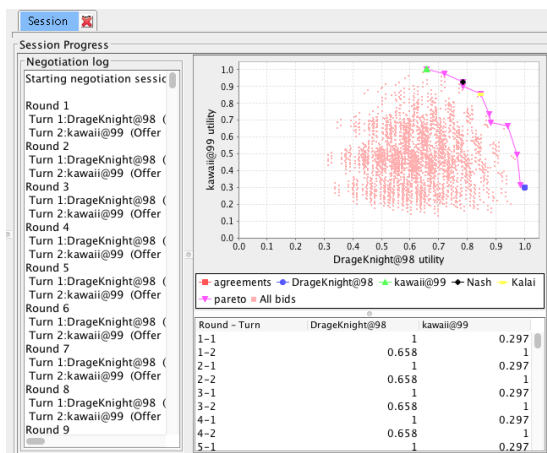 Session
Session Progress
Negotiation log
Starting negotiation sessic
Round 1
Turn 1:DrageKnight@98 (
Turn 2:kawaii@99 (Offer
Round 2
Turn 1:DrageKnight@98 (
Turn 2:kawaii@99 (Offer
Round 3
Turn 1:DrageKnight@98 (
Turn 2:kawaii@99 (Offer
Round 4
Turn 1:DrageKnight@98 (
Turn 2:kawaii@99 (Offer
Round 5
Turn 1:DrageKnight@98 (
Turn 2:kawaii@99 (Offer
Round 6
Turn 1:DrageKnight@98 (
Turn 2:kawaii@99 (Offer
Round 7
Turn 1:DrageKnight@98 (
Turn 2:kawaii@99 (Offer
Round 8
Turn 1:DrageKnight@98 (
Turn 2:kawaii@99 (Offer
Round 9
kawaii@99 utility
1.0
0.9
0.8
0.7
0.6
0.5
0.4
0.3
0.2
0.1
0.0
0.0 0.1 0.2 0.3 0.4 0.5 0.6 0.7 0.8 0.9 1.0
DrageKnight@98 utility
agreements DrageKnight@98 kawaii@99 Nash Kalai
pareto All bids
Round - Turn DrageKnight@98 kawaii@99
1-1 1 0.297
1-2 0.658 1
2-1 1 0.297
2-2 0.658 1
3-1 1 0.297
3-2 0.658 1
4-1 1 0.297
4-2 0.658 1
5-1 1 0.297